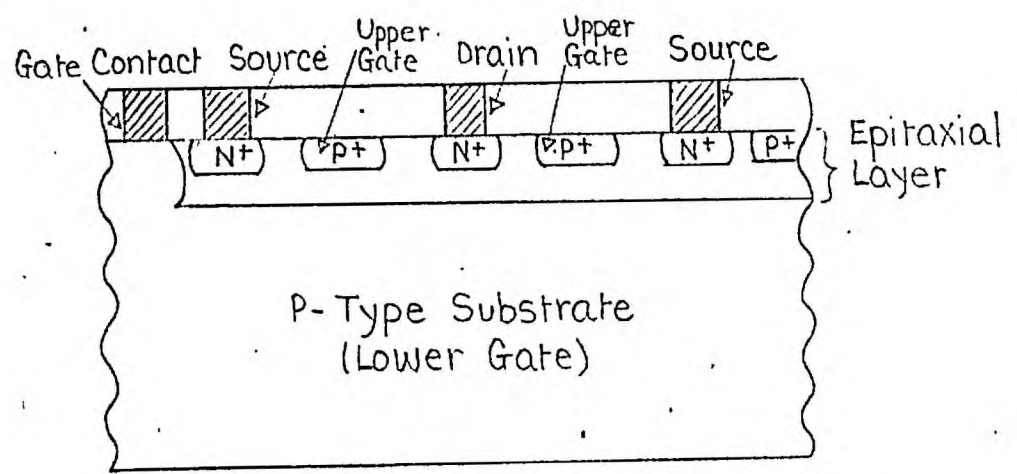 Gate Contact
Source
Upper
Gate
Drain
Upper
Gate
Source
N+
P+
N+
P+
N+
P+
Epitaxial
Layer
P- Type Substrate
(Lower Gate)